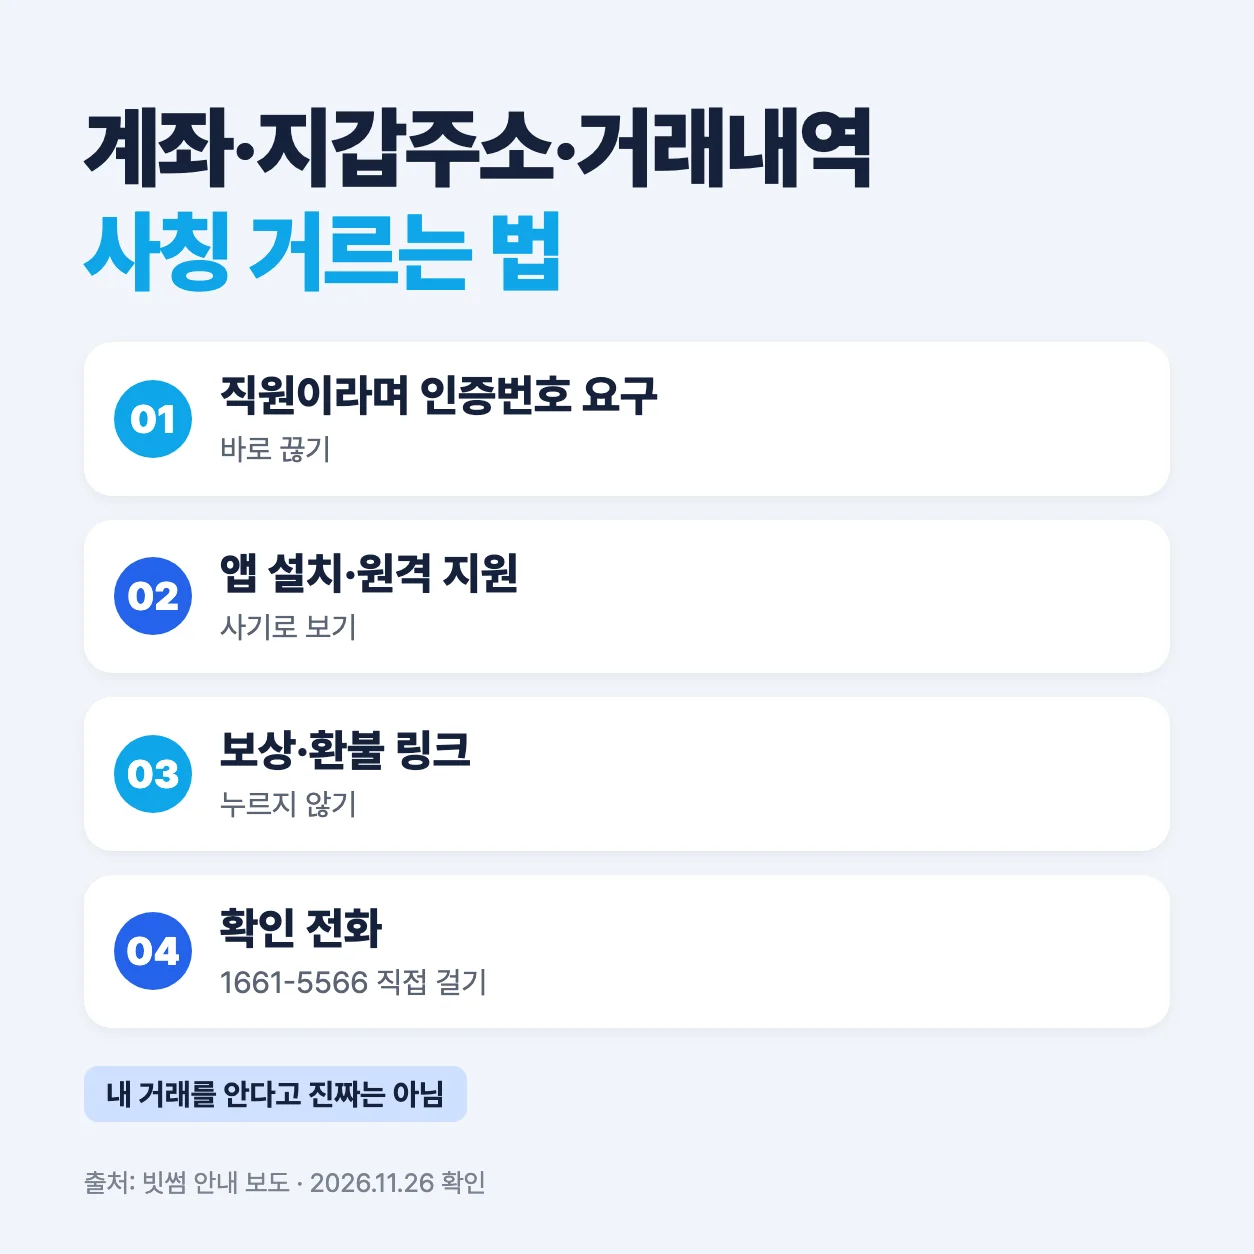 계좌·지갑주소·거래내역
사칭 거르는 법
01
직원이라며 인증번호 요구
바로 끊기
02
앱 설치·원격 지원
사기로 보기
03
보상·환불 링크
누르지 않기
04
확인 전화
1661-5566 직접 걸기
내 거래를 안다고 진짜는 아님
출처: 빗썸 안내 보도 · 2026.11.26 확인